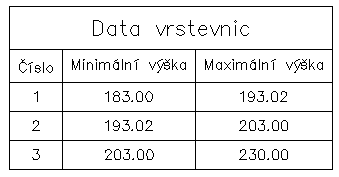 Data vrstevnic
Číslo Minimální výška Maximální výška
1 183.00 193.02
2 193.02 203.00
3 203.00 230.00